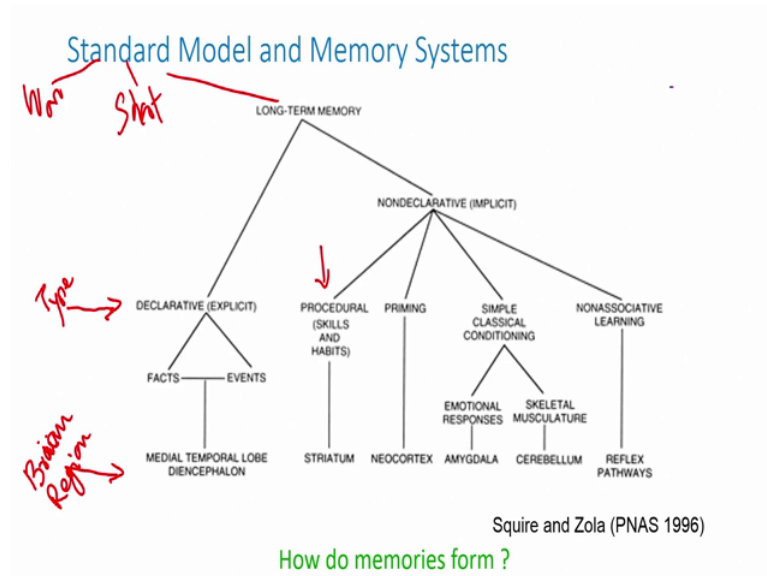 Standard Model and Memory Systems
Short
LONG-TERM MEMORY
NONDECLARATIVE (IMPLICIT)
Type
DECLARATIVE (EXPLICIT)
PROCEDURAL
(SKILLS
AND
HABITS)
PRIMING
SIMPLE
CLASSICAL
CONDITIONING
NONASSOCIATIVE
LEARNING
FACTS
EVENTS
EMOTIONAL
RESPONSES
SKELETAL
MUSCULATURE
Brain
Region
MEDIAL TEMPORAL LOBE
DIENCEPHALON
STRIATUM
NEOCORTEX
AMYGDALA
CEREBELLUM
REFLEX
PATHWAYS
Squire and Zola (PNAS 1996)
How do memories form ?